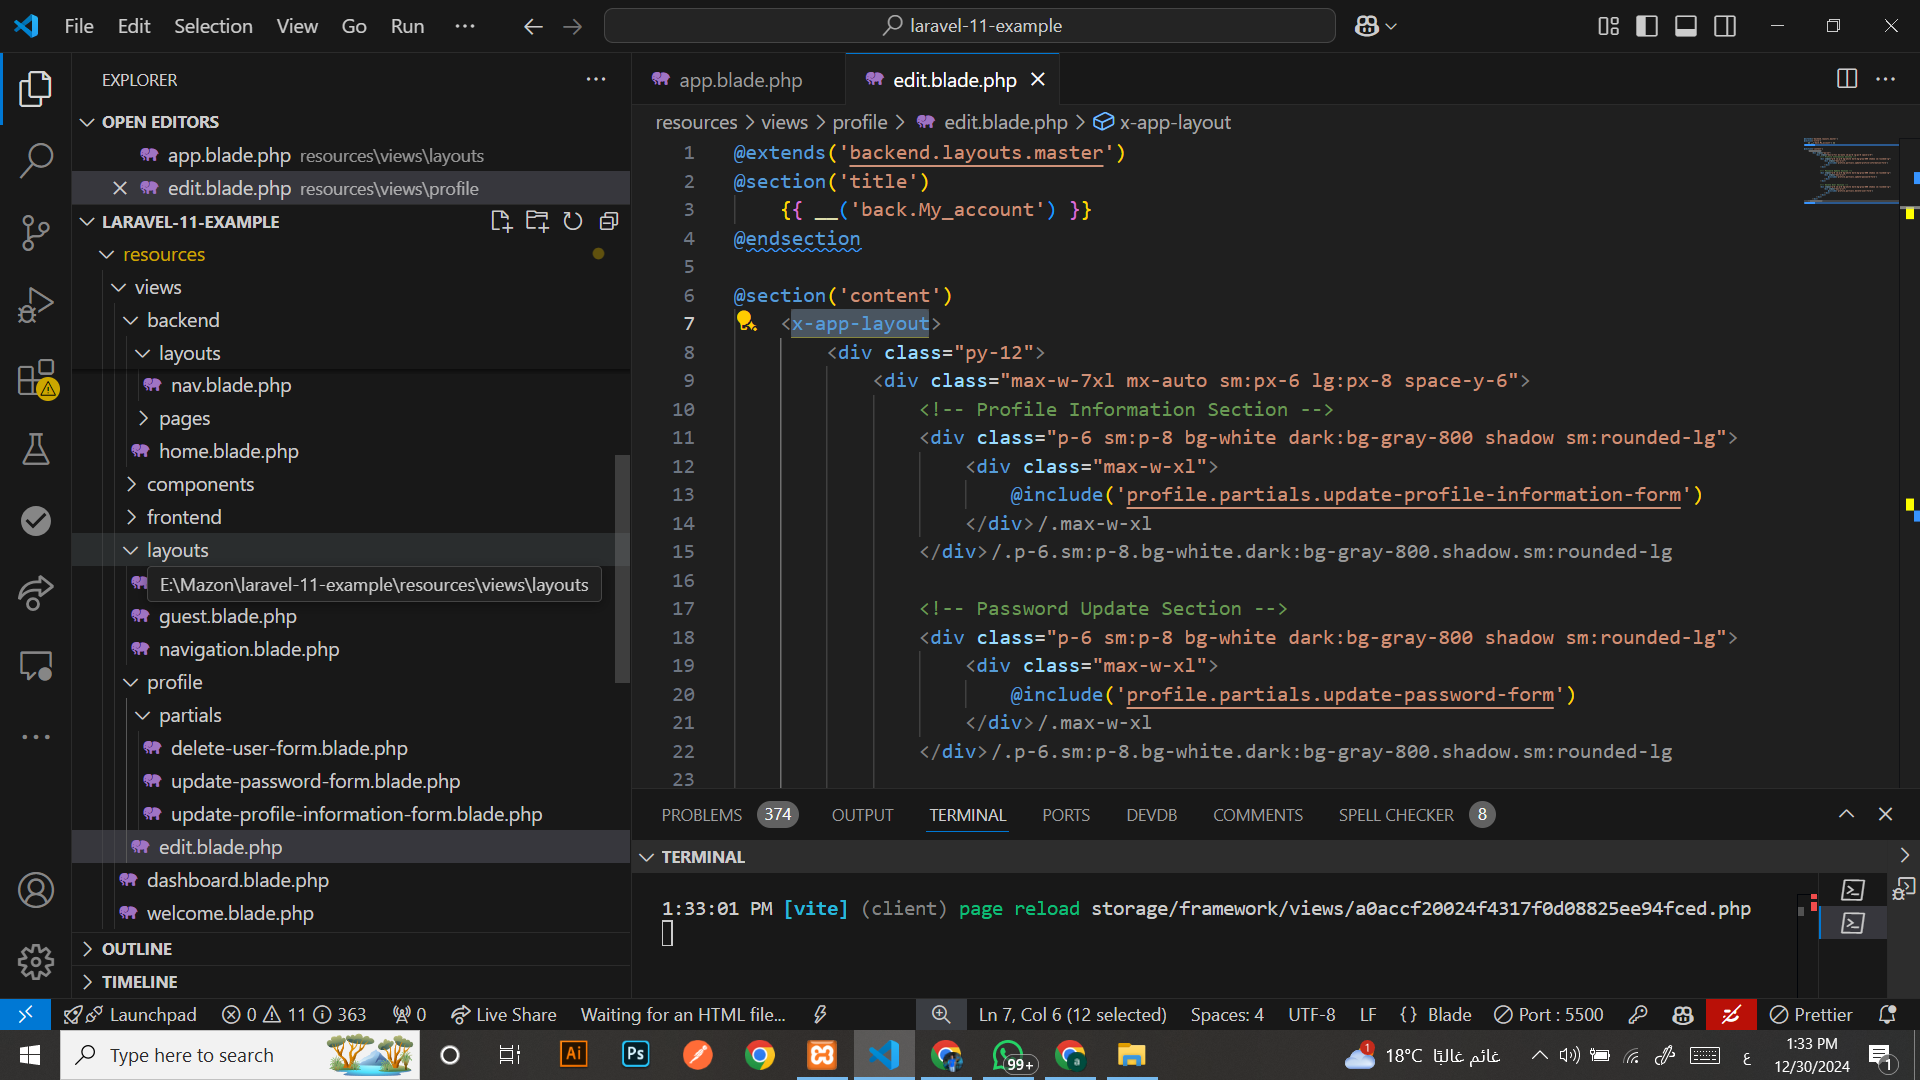 File Edit Selection View Go Run ··· laravel-11-example
EXPLORER ···
OPEN EDITORS
app.blade.php resources\views\layouts
edit.blade.php resources\views\profile
LARAVEL-11-EXAMPLE
resources
views
backend
layouts
nav.blade.php
pages
home.blade.php
components
frontend
layouts
E:\Mazon\laravel-11-example\resources\views\layouts
guest.blade.php
navigation.blade.php
profile
partials
delete-user-form.blade.php
update-password-form.blade.php
update-profile-information-form.blade.php
edit.blade.php
dashboard.blade.php
welcome.blade.php
OUTLINE
TIMELINE
app.blade.php edit.blade.php
resources > views > profile > edit.blade.php > x-app-layout
1 @extends('backend.layouts.master')
2 @section('title')
3 {{ __('back.My_account') }}
4 @endsection
5
6 @section('content')
7 <x-app-layout>
8 <div class="py-12">
9 <div class="max-w-7xl mx-auto sm:px-6 lg:px-8 space-y-6">
10 <!-- Profile Information Section -->
11 <div class="p-6 sm:p-8 bg-white dark:bg-gray-800 shadow sm:rounded-lg">
12 <div class="max-w-xl">
13 @include('profile.partials.update-profile-information-form')
14 </div>/.max-w-xl
15 </div>/.p-6.sm:p-8.bg-white.dark:bg-gray-800.shadow.sm:rounded-lg
16
17 <!-- Password Update Section -->
18 <div class="p-6 sm:p-8 bg-white dark:bg-gray-800 shadow sm:rounded-lg">
19 <div class="max-w-xl">
20 @include('profile.partials.update-password-form')
21 </div>/.max-w-xl
22 </div>/.p-6.sm:p-8.bg-white.dark:bg-gray-800.shadow.sm:rounded-lg
23
PROBLEMS 374 OUTPUT TERMINAL PORTS DEVDB COMMENTS SPELL CHECKER 8
TERMINAL
1:33:01 PM [vite] (client) page reload storage/framework/views/a0accf20024f4317f0d08825ee94fced.php
Launchpad 0 11 363 0 Live Share Waiting for an HTML file... Ln 7, Col 6 (12 selected) Spaces: 4 UTF-8 LF {} Blade Port : 5500 Prettier
Type here to search Ai Ps 99+ 1 18°C غائم غالبًا ع 1:33 PM
12/30/2024 1